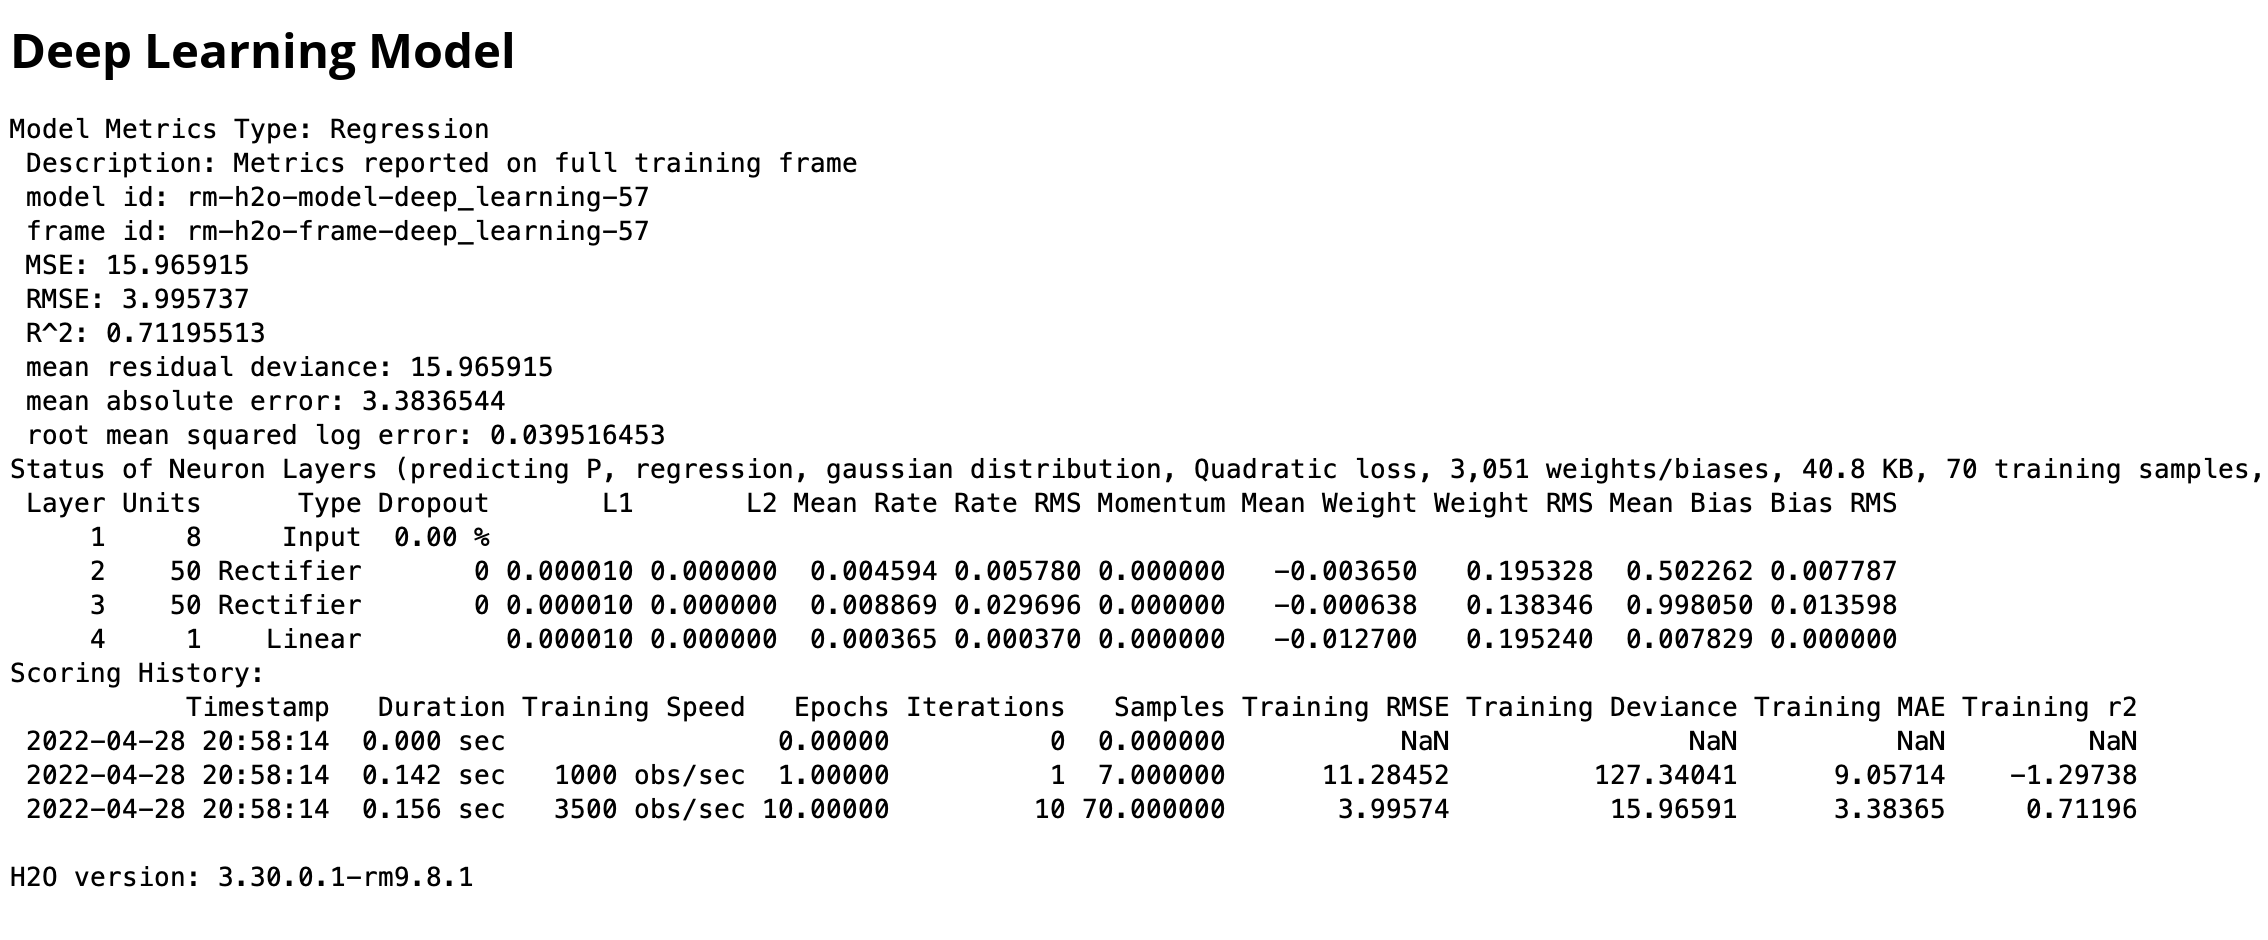 Deep Learning Model
Model Metrics Type: Regression
 Description: Metrics reported on full training frame
 model id: rm-h2o-model-deep_learning-57
 frame id: rm-h2o-frame-deep_learning-57
 MSE: 15.965915
 RMSE: 3.995737
 R^2: 0.71195513
 mean residual deviance: 15.965915
 mean absolute error: 3.3836544
 root mean squared log error: 0.039516453
Status of Neuron Layers (predicting P, regression, gaussian distribution, Quadratic loss, 3,051 weights/biases, 40.8 KB, 70 training samples,
 Layer Units      Type Dropout       L1       L2 Mean Rate Rate RMS Momentum Mean Weight Weight RMS Mean Bias Bias RMS
     1     8     Input  0.00 %
     2    50 Rectifier       0 0.000010 0.000000  0.004594 0.005780 0.000000   -0.003650   0.195328  0.502262 0.007787
     3    50 Rectifier       0 0.000010 0.000000  0.008869 0.029696 0.000000   -0.000638   0.138346  0.998050 0.013598
     4     1    Linear         0.000010 0.000000  0.000365 0.000370 0.000000   -0.012700   0.195240  0.007829 0.000000
Scoring History:
           Timestamp   Duration Training Speed   Epochs Iterations   Samples Training RMSE Training Deviance Training MAE Training r2
 2022-04-28 20:58:14  0.000 sec                 0.00000          0  0.000000           NaN               NaN          NaN         NaN
 2022-04-28 20:58:14  0.142 sec   1000 obs/sec  1.00000          1  7.000000      11.28452         127.34041      9.05714    -1.29738
 2022-04-28 20:58:14  0.156 sec   3500 obs/sec 10.00000         10 70.000000       3.99574          15.96591      3.38365     0.71196
H2O version: 3.30.0.1-rm9.8.1